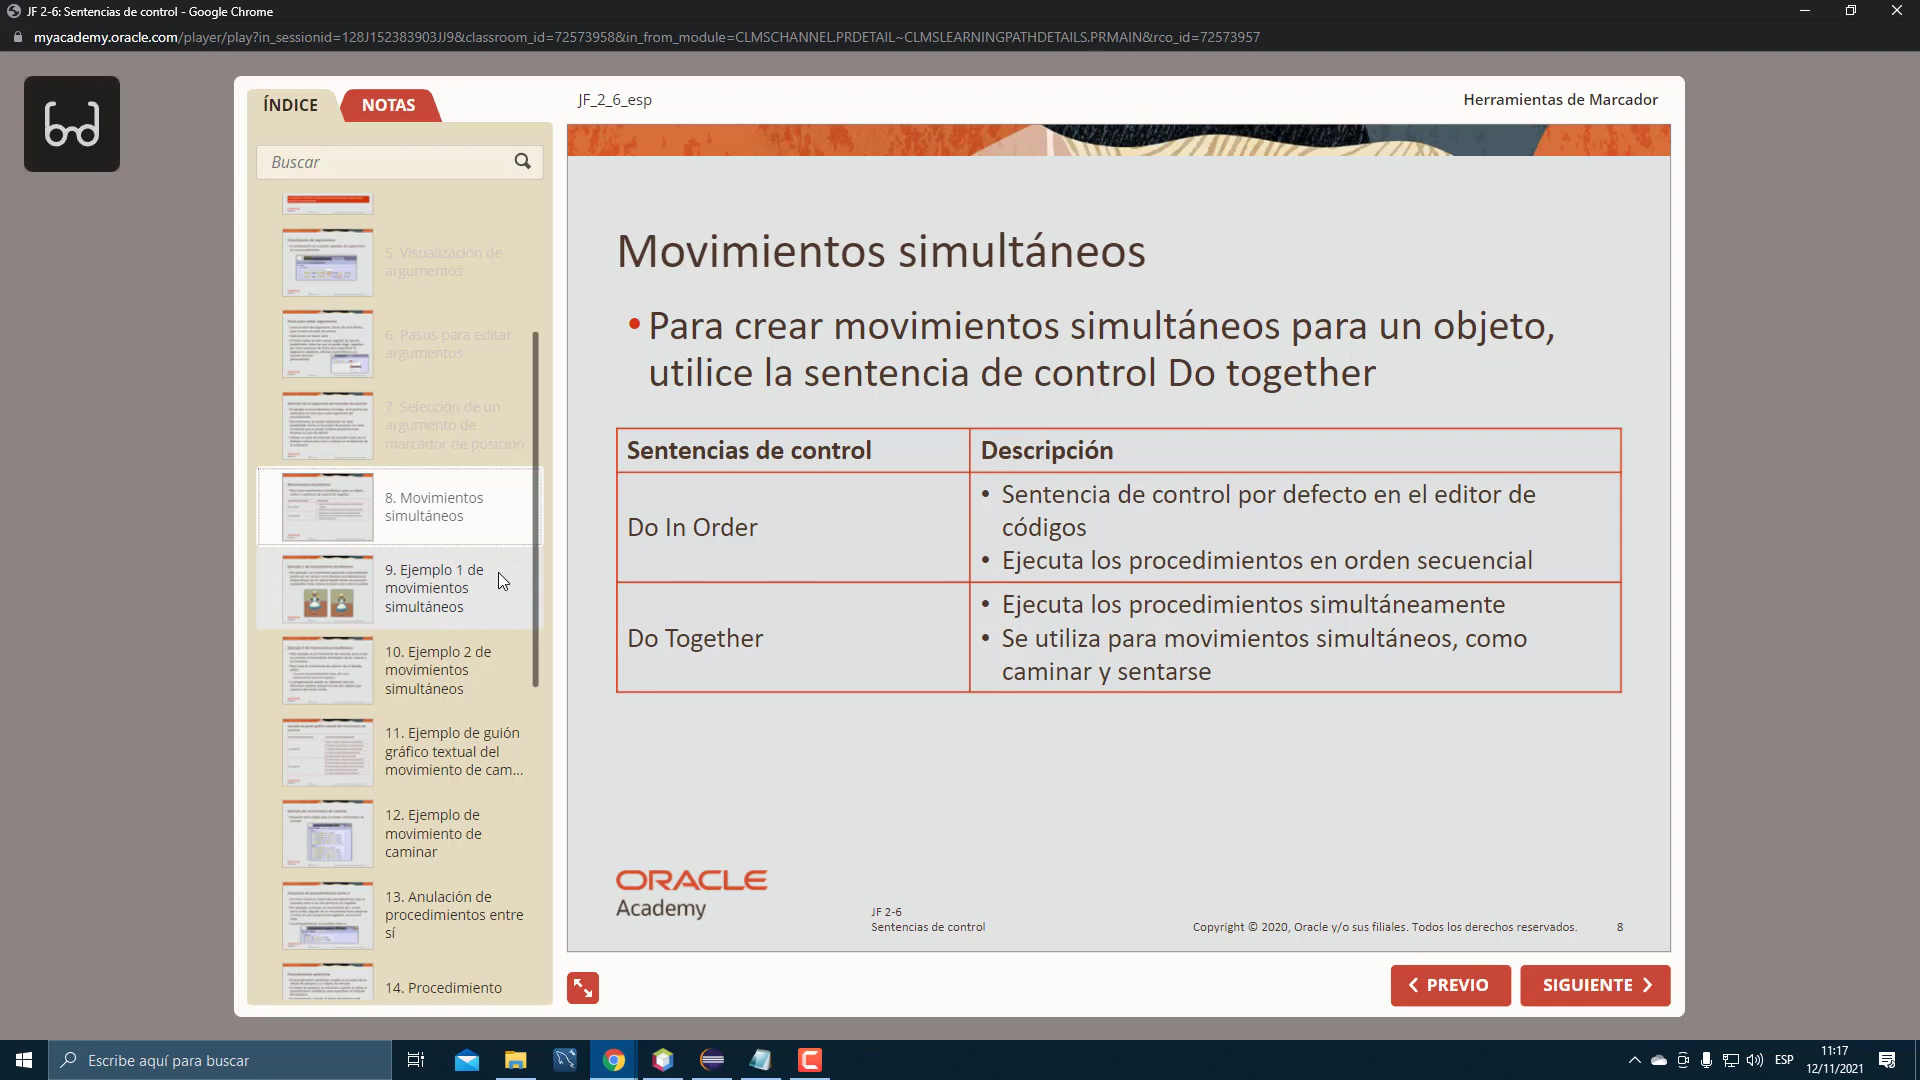 JF 2-6: Sentencias de control - Google Chrome
myacademy.oracle.com/player/play?in_sessionid=128J152383903JJ9&classroom_id=72573958&in_from_module=CLMSCHANNEL.PRDETAIL~CLMSLEARNINGPATHDETAILS.PRMAIN&rco_id=72573957
ÍNDICE
NOTAS
JF_2_6_esp
Herramientas de Marcador
Buscar
5. Visualización de
argumentos
6. Pasos para editar
argumentos
7. Selección de un
argumento de
marcador de posición
8. Movimientos
simultáneos
9. Ejemplo 1 de
movimientos
simultáneos
10. Ejemplo 2 de
movimientos
simultáneos
11. Ejemplo de guión
gráfico textual del
movimiento de cam...
12. Ejemplo de
movimiento de
caminar
13. Anulación de
procedimientos entre
sí
14. Procedimiento
Movimientos simultáneos
• Para crear movimientos simultáneos para un objeto,
utilice la sentencia de control Do together
Sentencias de control
Descripción
Do In Order
• Sentencia de control por defecto en el editor de
códigos
• Ejecuta los procedimientos en orden secuencial
Do Together
• Ejecuta los procedimientos simultáneamente
• Se utiliza para movimientos simultáneos, como
caminar y sentarse
ORACLE
Academy
JF 2-6
Sentencias de control
Copyright © 2020, Oracle y/o sus filiales. Todos los derechos reservados.
8
PREVIO
SIGUIENTE
Escribe aquí para buscar
ESP
11:17
12/11/2021